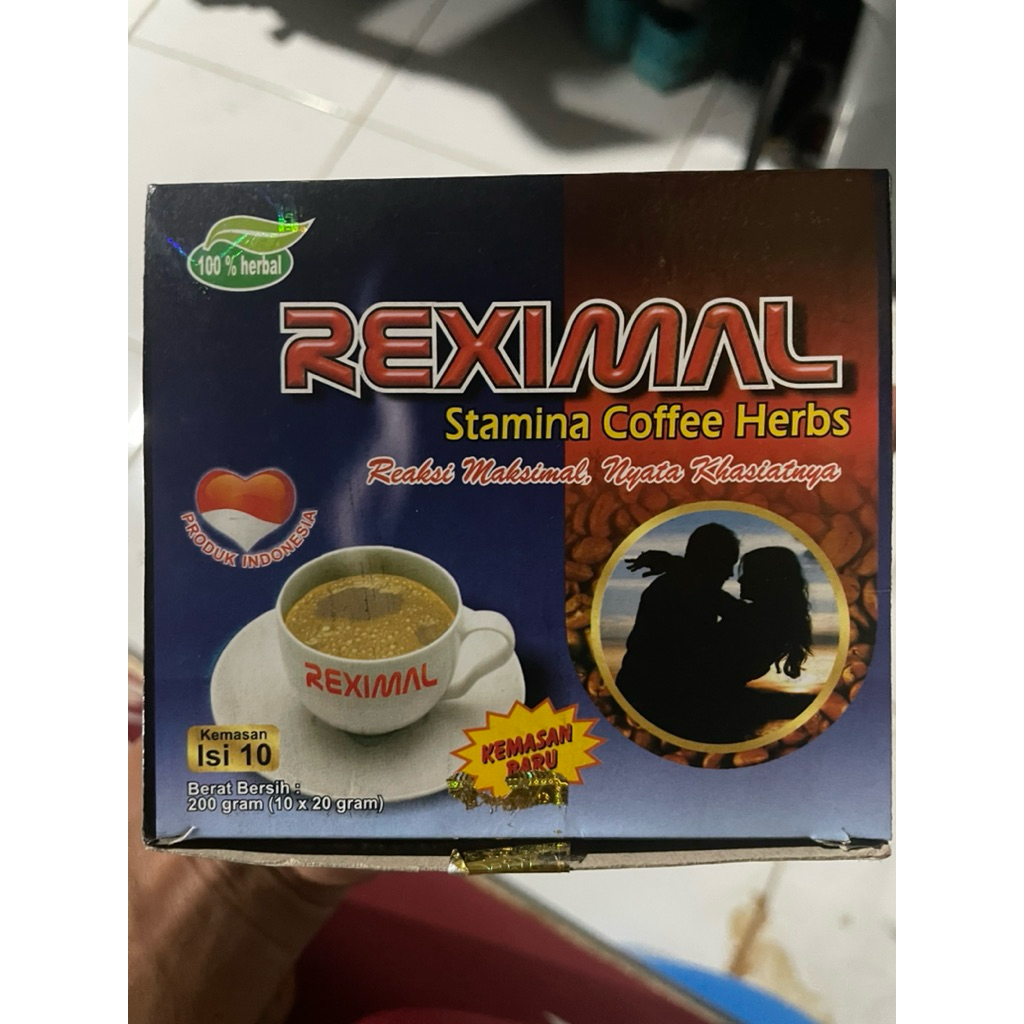 100 % herbal
REXIMAL
Stamina Coffee Herbs
Reaksi Maksimal, Nyata Khasiatnya
PRODUK INDONESIA
REXIMAL
Kemasan
Isi 10
KEMASAN
BARU
Berat Bersih :
200 gram (10 x 20 gram)